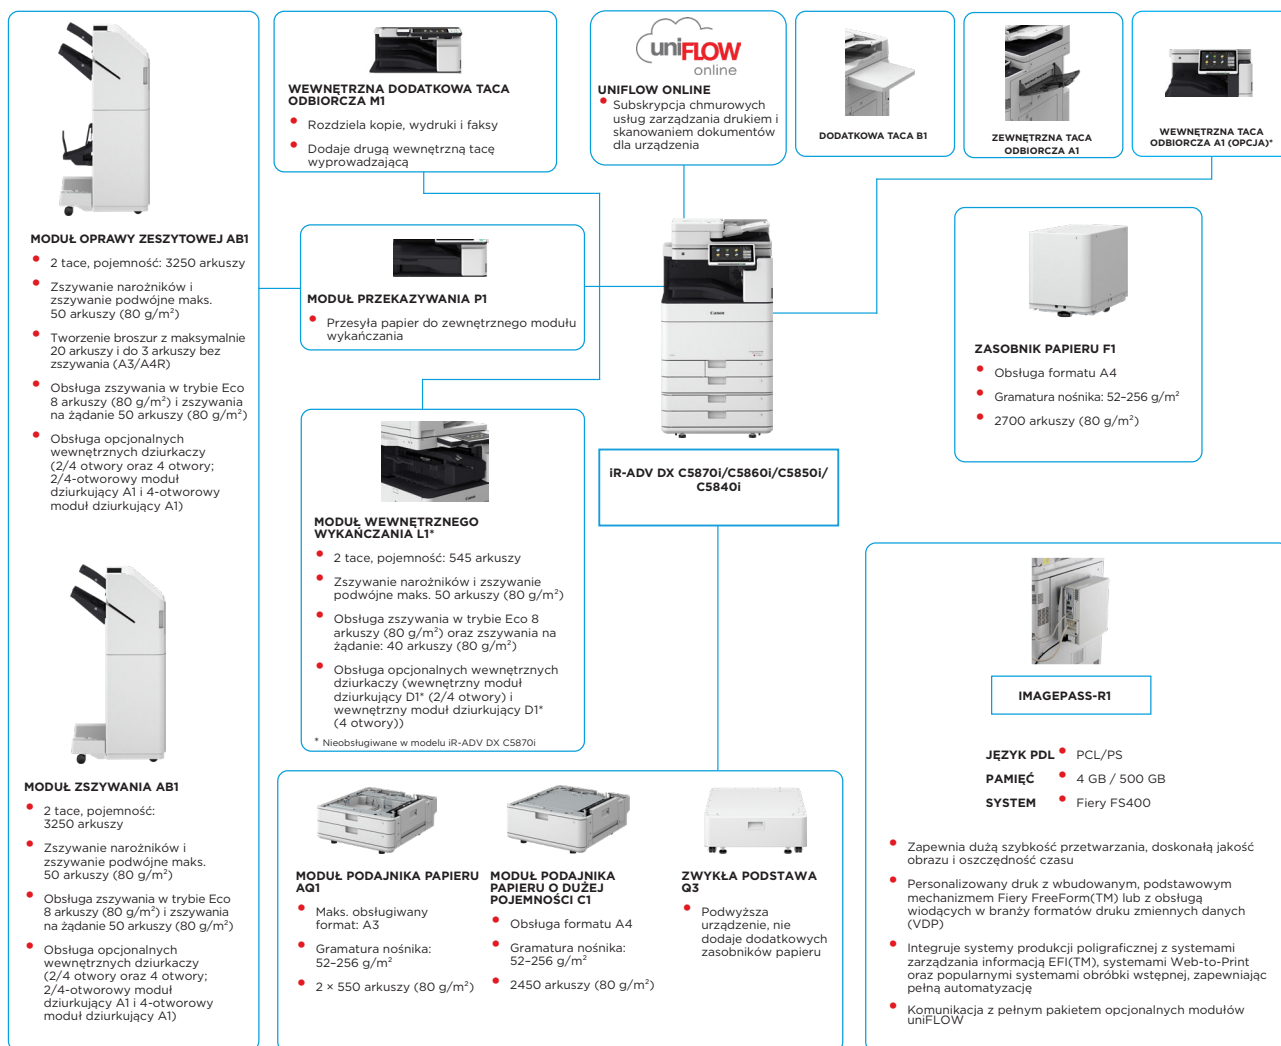 MODUŁ OPRAWY ZESZYTOWEJ AB1
• 2 tace, pojemność: 3250 arkuszy
• Zszywanie narożników i
zszywanie podwójne maks.
50 arkuszy (80 g/m²)
• Tworzenie broszur z maksymalnie
20 arkuszy i do 3 arkuszy bez
zszywania (A3/A4R)
• Obsługa zszywania w trybie Eco
8 arkuszy (80 g/m²) i zszywania
na żądanie 50 arkuszy (80 g/m²)
• Obsługa opcjonalnych
wewnętrznych dziurkaczy
(2/4 otwory oraz 4 otwory;
2/4-otworowy moduł
dziurkujący A1 i 4-otworowy
moduł dziurkujący A1)
MODUŁ ZSZYWANIA AB1
• 2 tace, pojemność:
3250 arkuszy
• Zszywanie narożników i
zszywanie podwójne maks.
50 arkuszy (80 g/m²)
• Obsługa zszywania w trybie Eco
8 arkuszy (80 g/m²) i zszywania
na żądanie 50 arkuszy (80 g/m²)
• Obsługa opcjonalnych
wewnętrznych dziurkaczy
(2/4 otwory oraz 4 otwory;
2/4-otworowy moduł
dziurkujący A1 i 4-otworowy
moduł dziurkujący A1)
WEWNĘTRZNA DODATKOWA TACA
ODBIORCZA M1
• Rozdziela kopie, wydruki i faksy
• Dodaje drugą wewnętrzną tacę
wyprowadzającą
uniFLOW
online
UNIFLOW ONLINE
• Subskrypcja chmurowych
usług zarządzania drukiem i
skanowaniem dokumentów
dla urządzenia
DODATKOWA TACA B1
ZEWNĘTRZNA TACA
ODBIORCZA A1
WEWNĘTRZNA TACA
ODBIORCZA A1 (OPCJA)*
MODUŁ PRZEKAZYWANIA P1
• Przesyła papier do zewnętrznego modułu
wykańczania
Canon
iR-ADV DX C5870i/C5860i/C5850i/
C5840i
ZASOBNIK PAPIERU F1
• Obsługa formatu A4
• Gramatura nośnika: 52–256 g/m²
• 2700 arkuszy (80 g/m²)
MODUŁ WEWNĘTRZNEGO
WYKAŃCZANIA L1*
• 2 tace, pojemność: 545 arkuszy
• Zszywanie narożników i zszywanie
podwójne maks. 50 arkuszy (80 g/m²)
• Obsługa zszywania w trybie Eco 8
arkuszy (80 g/m²) oraz zszywania na
żądanie: 40 arkuszy (80 g/m²)
• Obsługa opcjonalnych wewnętrznych
dziurkaczy (wewnętrzny moduł
dziurkujący D1* (2/4 otwory) i
wewnętrzny moduł dziurkujący D1*
(4 otwory))
* Nieobsługiwane w modelu iR-ADV DX C5870i
MODUŁ PODAJNIKA PAPIERU
AQ1
• Maks. obsługiwany
format: A3
• Gramatura nośnika:
52–256 g/m²
• 2 × 550 arkuszy (80 g/m²)
MODUŁ PODAJNIKA
PAPIERU O DUŻEJ
POJEMNOŚCI C1
• Obsługa formatu A4
• Gramatura nośnika:
52–256 g/m²
• 2450 arkuszy (80 g/m²)
ZWYKŁA PODSTAWA
Q3
• Podwyższa
urządzenie, nie
dodaje dodatkowych
zasobników papieru
IMAGEPASS-R1
JĘZYK PDL • PCL/PS
PAMIĘĆ • 4 GB / 500 GB
SYSTEM • Fiery FS400
• Zapewnia dużą szybkość przetwarzania, doskonałą jakość
obrazu i oszczędność czasu
• Personalizowany druk z wbudowanym, podstawowym
mechanizmem Fiery FreeForm(TM) lub z obsługą
wiodących w branży formatów druku zmiennych danych
(VDP)
• Integruje systemy produkcji poligraficznej z systemami
zarządzania informacją EFI(TM), systemami Web-to-Print
oraz popularnymi systemami obróbki wstępnej, zapewniając
pełną automatyzację
• Komunikacja z pełnym pakietem opcjonalnych modułów
uniFLOW